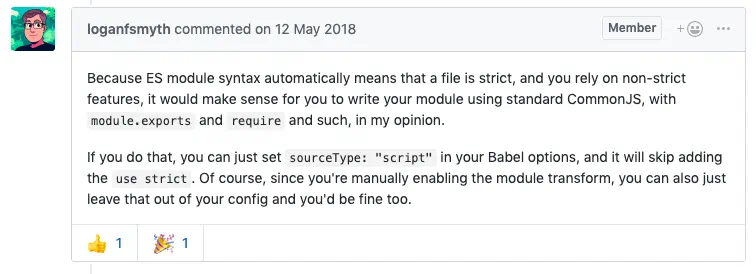 loganfsmyth commented on 12 May 2018
Member
Because ES module syntax automatically means that a file is strict, and you rely on non-strict
features, it would make sense for you to write your module using standard CommonJS, with
module.exports and require and such, in my opinion.
If you do that, you can just set sourceType: "script" in your Babel options, and it will skip adding
the use strict. Of course, since you're manually enabling the module transform, you can also just
leave that out of your config and you'd be fine too.
👍 1 🎉 1